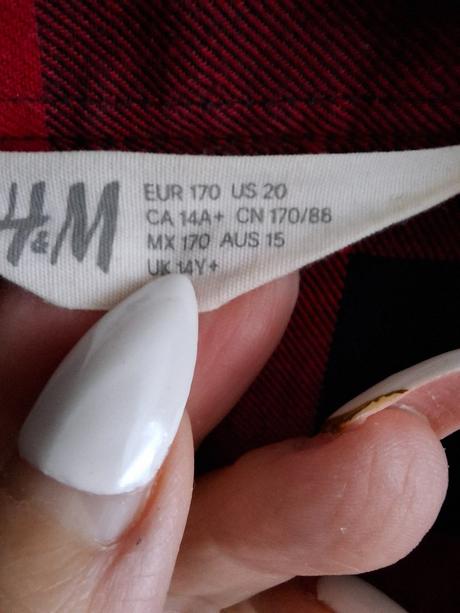 H&M
EUR 170 US 20
CA 14A+ CN 170/88
MX 170 AUS 15
UK 14Y+